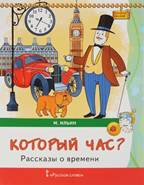 М. ИЛЬИН
КОТОРЫЙ ЧАС?
Рассказы о времени
«РУССКОЕ СЛОВО»